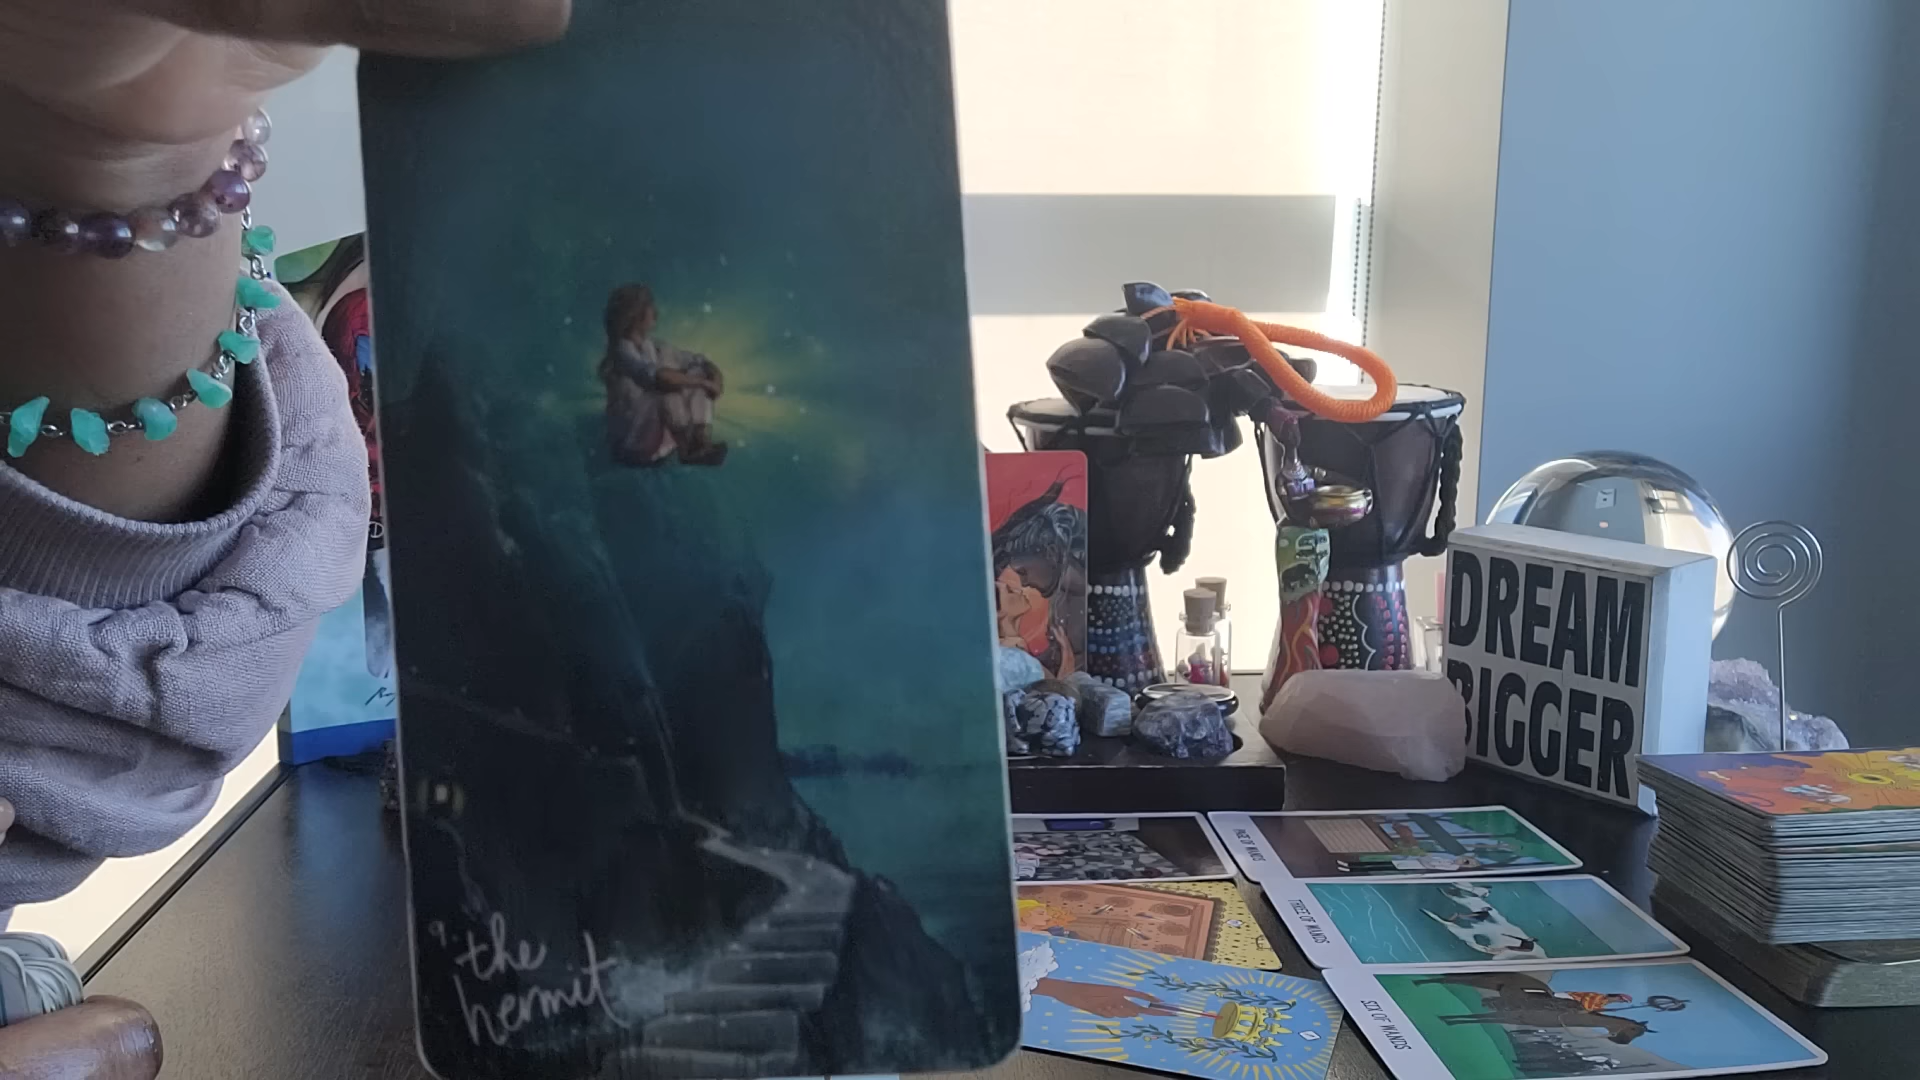 9.
the
hermit
DREAM
BIGGER
PAGE OF WANDS
THREE OF WANDS
SIX OF WANDS